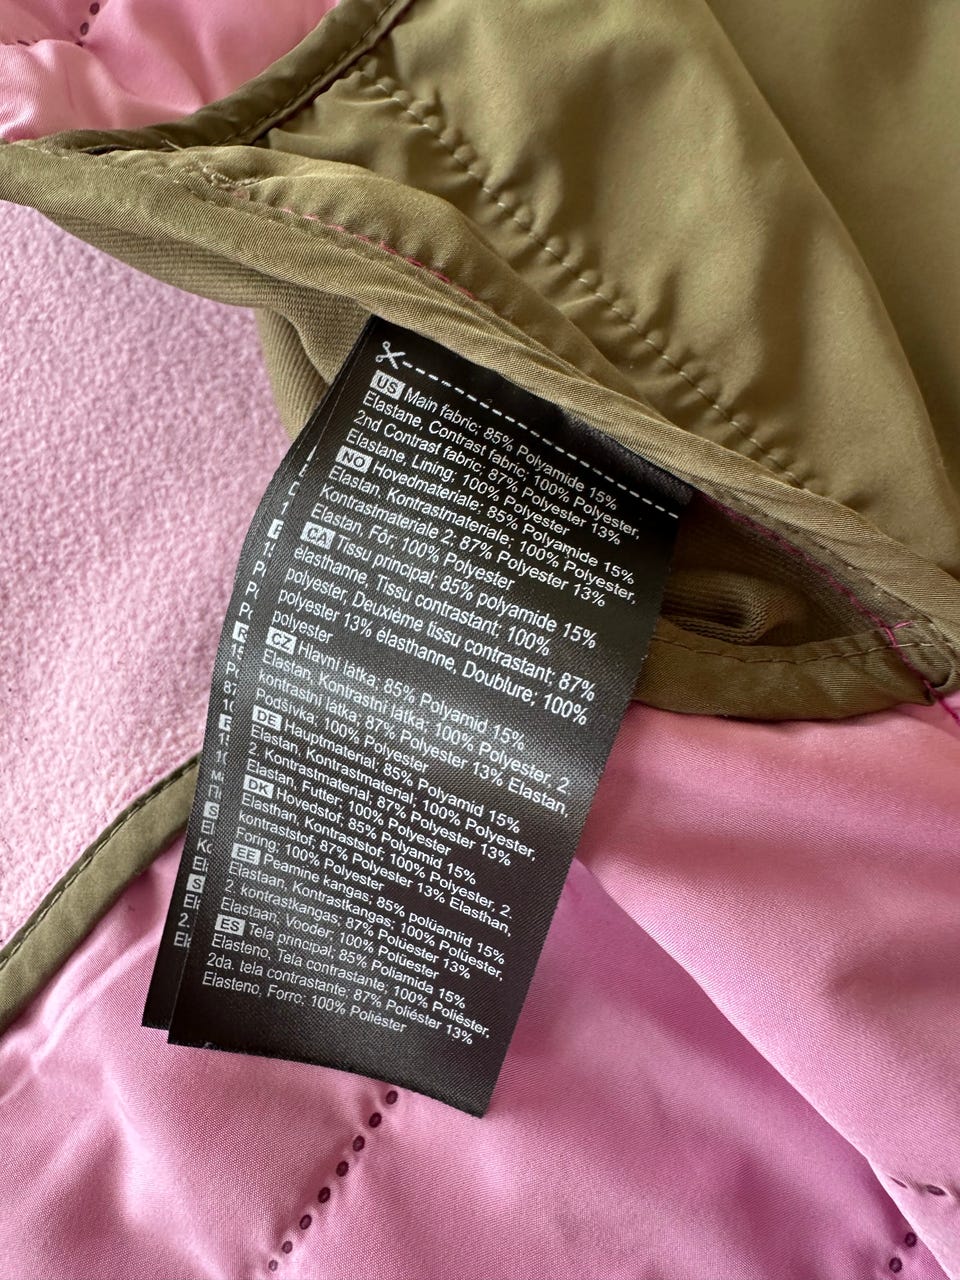 US Main fabric; 85% Polyamide 15%
Elastane, Contrast fabric; 100% Polyester,
2nd Contrast fabric; 87% Polyester 13%
Elastane, Lining; 100% Polyester
NO Hovedmateriale; 85% Polyamide 15%
Elastan, Kontrastmateriale; 100% Polyester,
Kontrastmateriale 2; 87% Polyester 13%
Elastan, Fôr; 100% Polyester
CA Tissu principal; 85% polyamide 15%
élasthanne, Tissu contrastant; 100%
polyester, Deuxième tissu contrastant; 87%
polyester 13% élasthanne, Doublure; 100%
polyester
CZ Hlavní látka; 85% Polyamid 15%
Elastan, Kontrastní látka; 100% Polyester, 2
kontrastní látka; 87% Polyester 13% Elastan,
Podšívka; 100% Polyester
DE Hauptmaterial; 85% Polyamid 15%
Elastan, Kontrastmaterial; 100% Polyester,
2. Kontrastmaterial; 87% Polyester 13%
Elastan, Futter; 100% Polyester
DK Hovedstof; 85% Polyamid 15%
Elasthan, Kontraststof; 100% Polyester, 2.
kontraststof; 87% Polyester 13% Elasthan,
Foring; 100% Polyester
EE Peamine kangas; 85% polüamiid 15%
Elastaan, Kontrastkangas; 100% Polüester,
2. kontrastkangas; 87% Polüester 13%
Elastaan, Vooder; 100% Polüester
ES Tela principal; 85% Poliamida 15%
Elasteno, Tela contrastante; 100% Poliéster,
2da. tela contrastante; 87% Poliéster 13%
Elasteno, Forro; 100% Poliéster